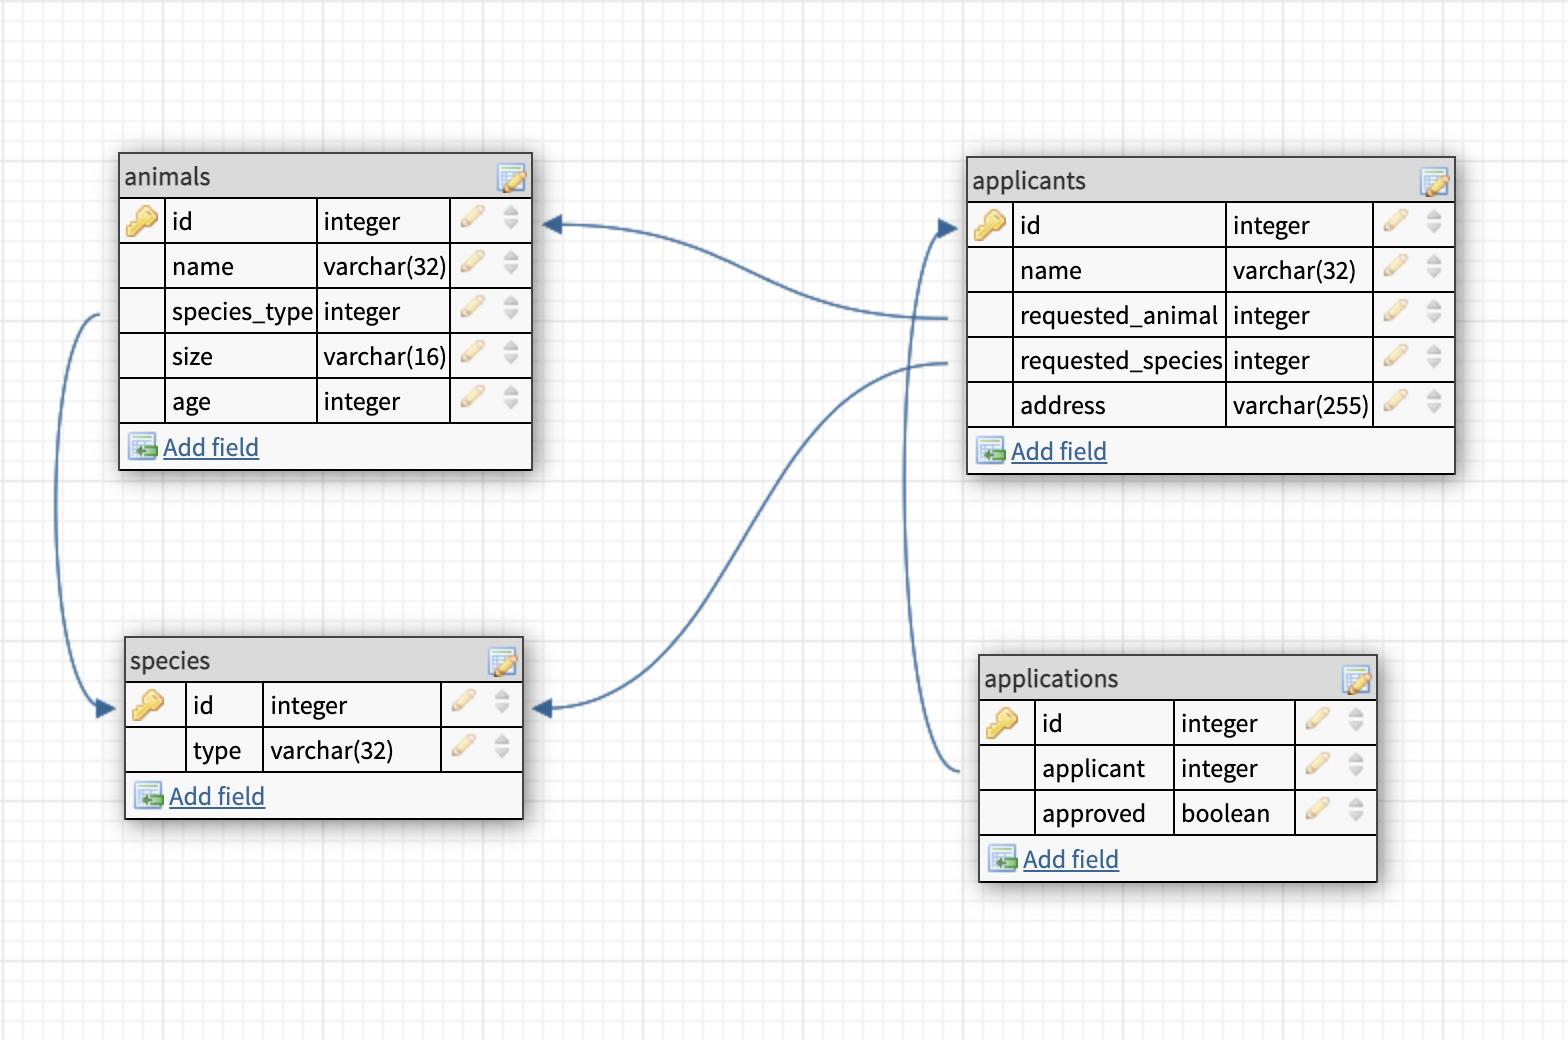 animals
id integer
name varchar(32)
species_type integer
size varchar(16)
age integer
Add field
applicants
id integer
name varchar(32)
requested_animal integer
requested_species integer
address varchar(255)
Add field
species
id integer
type varchar(32)
Add field
applications
id integer
applicant integer
approved boolean
Add field